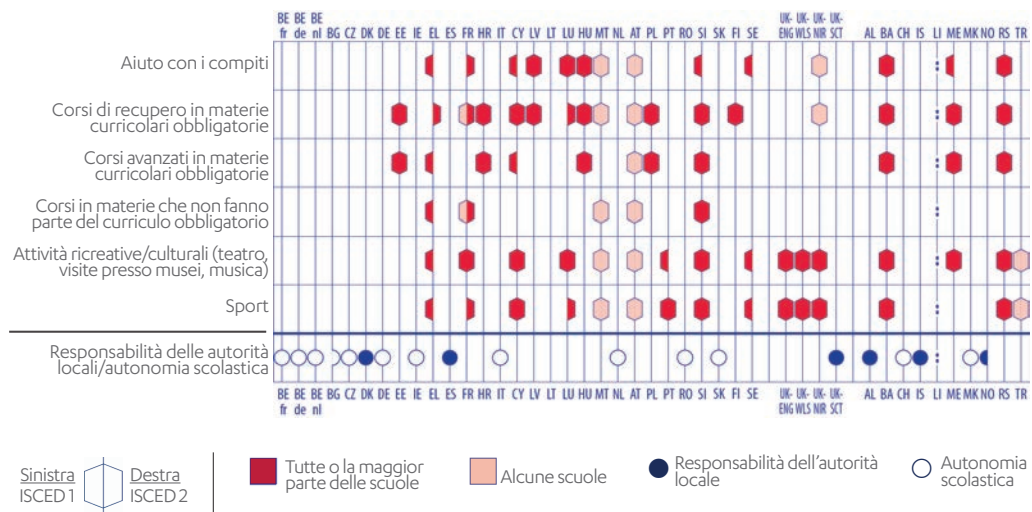 BE BE BE UK- UK- UK- UK-
fr de nl BG CZ DK DE EE IE EL ES FR HR IT CY LV LT LU HU MT NL AT PL PT RO SI SK FI SE ENG WLS NIR SCT AL BA CH IS LI ME MK NO RS TR
Aiuto con i compiti
Corsi di recupero in materie
curricolari obbligatorie
Corsi avanzati in materie
curricolari obbligatorie
Corsi in materie che non fanno
parte del curriculo obbligatorio
Attività ricreative/culturali (teatro,
visite presso musei, musica)
Sport
Responsabilità delle autorità
locali/autonomia scolastica
BE BE BE BG CZ DK DE EE IE EL ES FR HR IT CY LV LT LU HU MT NL AT PL PT RO SI SK FI SE UK- UK- UK- UK- AL BA CH IS LI ME MK NO RS TR
fr de nl ENG WLS NIR SCT
Sinistra Destra
ISCED 1 ISCED 2
Tutte o la maggior
parte delle scuole
Alcune scuole
Responsabilità dell'autorità
locale
Autonomia
scolastica